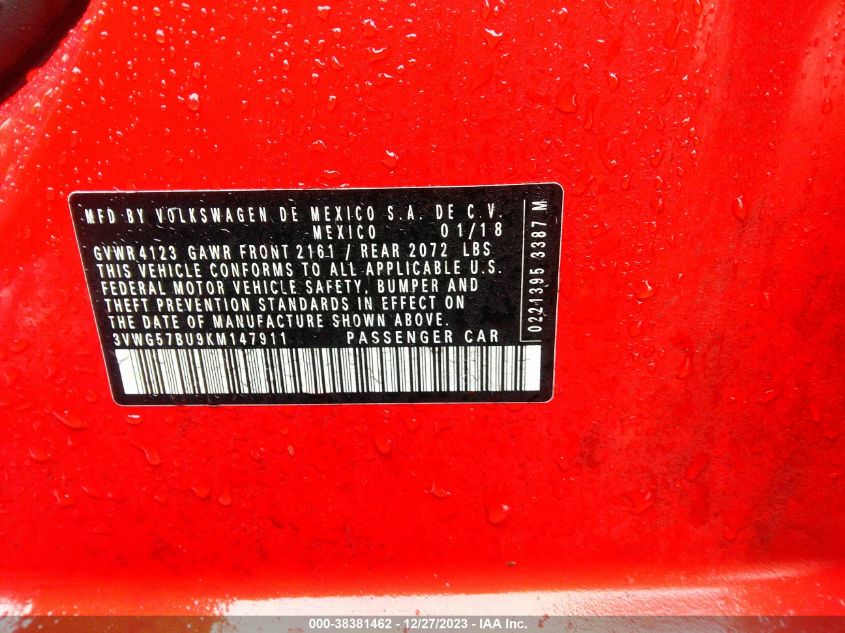 MFD BY VOLKSWAGEN DE MEXICO S.A. DE C.V.
MEXICO 01/18
GVWR 4123 GAWR FRONT 2161 / REAR 2072 LBS
THIS VEHICLE CONFORMS TO ALL APPLICABLE U.S.
FEDERAL MOTOR VEHICLE SAFETY, BUMPER AND
THEFT PREVENTION STANDARDS IN EFFECT ON
THE DATE OF MANUFACTURE SHOWN ABOVE.
3VWG57BU9KM147911 PASSENGER CAR
0221395 3387 M
000-38381462 - 12/27/2023 - IAA Inc.